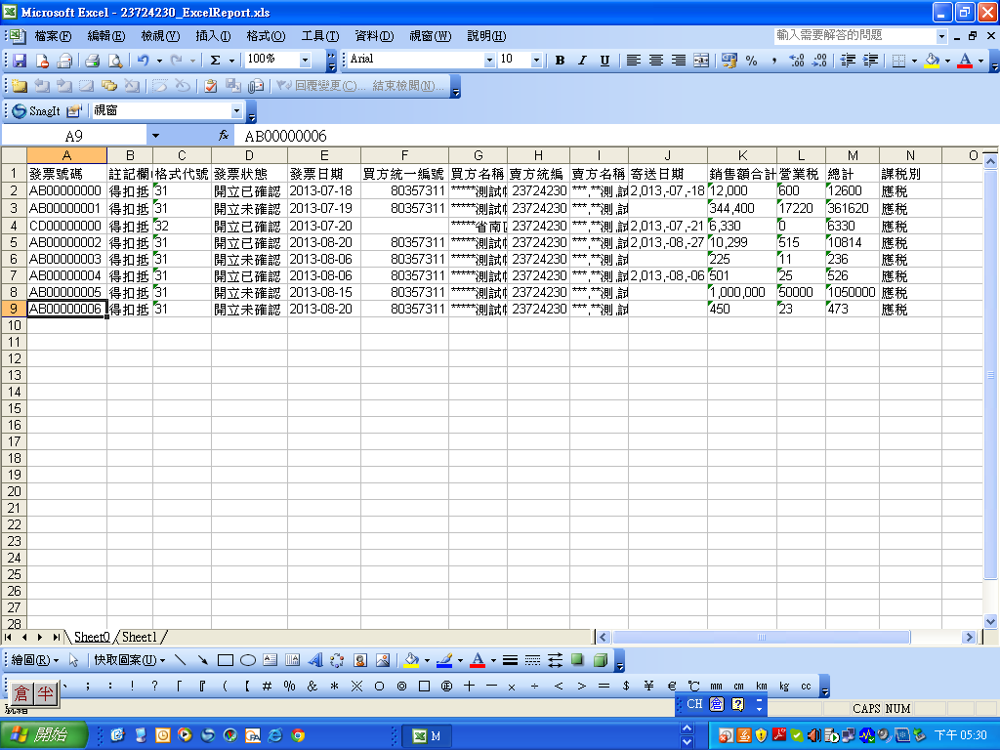 Microsoft Excel - 23724230_ExcelReport.xls
檔案(F) 編輯(E) 檢視(V) 插入(I) 格式(O) 工具(T) 資料(D) 視窗(W) 說明(H) 輸入需要解答的問題
Σ 100% Arial 10 B I U % ,
回覆變更(C)... 結束檢閱(N)...
SnagIt 視窗
A9 fx AB00000006
A B C D E F G H I J K L M N O
1 發票號碼 註記欄 格式代號 發票狀態 發票日期 買方統一編號 買方名稱 賣方統編 賣方名稱 寄送日期 銷售額合計 營業稅 總計 課稅別
2 AB00000000 得扣抵 31 開立已確認 2013-07-18 80357311 *****測試 23724230 ***,**測,試 2,013,-07,-18 12,000 600 12600 應稅
3 AB00000001 得扣抵 31 開立未確認 2013-07-19 80357311 *****測試 23724230 ***,**測,試 344,400 17220 361620 應稅
4 CD00000000 得扣抵 32 開立已確認 2013-07-20 *****省南 23724230 ***,**測,試 2,013,-07,-21 6,330 0 6330 應稅
5 AB00000002 得扣抵 31 開立已確認 2013-08-20 80357311 *****測試 23724230 ***,**測,試 2,013,-08,-27 10,299 515 10814 應稅
6 AB00000003 得扣抵 31 開立未確認 2013-08-06 80357311 *****測試 23724230 ***,**測,試 225 11 236 應稅
7 AB00000004 得扣抵 31 開立已確認 2013-08-06 80357311 *****測試 23724230 ***,**測,試 2,013,-08,-06 501 25 526 應稅
8 AB00000005 得扣抵 31 開立未確認 2013-08-15 80357311 *****測試 23724230 ***,**測,試 1,000,000 50000 1050000 應稅
9 AB00000006 得扣抵 31 開立未確認 2013-08-20 80357311 *****測試 23724230 ***,**測,試 450 23 473 應稅
10
11
12
13
14
15
16
17
18
19
20
21
22
23
24
25
26
27
28
Sheet0 Sheet1
繪圖(R) 快取圖案(U)
倉 半 、 ; : ! ? 「 『 ( 【 # % & * ※ ○ ◎ □ ㊣ + － × ÷ < > = $ ¥ € ℃ mm cm km kg cc
就緒 CH 倉 ? CAPS NUM
開始 M 下午 05:30